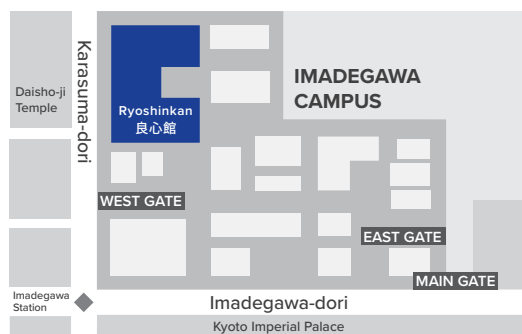 Karasuma-dori
Daisho-ji
Temple
Ryoshinkan
良心館
IMADEGAWA
CAMPUS
WEST GATE
EAST GATE
MAIN GATE
Imadegawa
Station
Imadegawa-dori
Kyoto Imperial Palace